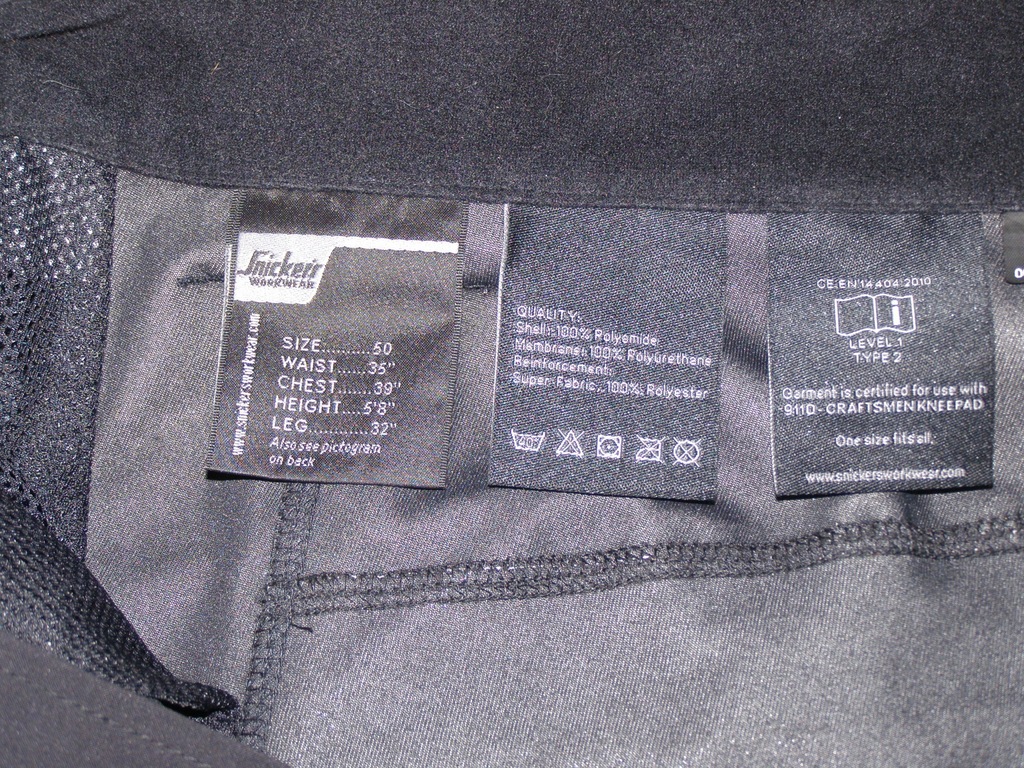 Snickers
WORKWEAR
www.snickersworkwear.com
SIZE..........50
WAIST......35"
CHEST......39"
HEIGHT....5'8"
LEG............32"
Also see pictogram
on back
QUALITY:
Shell: 100% Polyamide
Membrane: 100% Polyurethane
Reinforcement:
Super Fabric: 100% Polyester
40°
CE: EN 14404:2010
i
LEVEL 1
TYPE 2
Garment is certified for use with
9110 - CRAFTSMEN KNEEPAD
One size fits all.
www.snickersworkwear.com